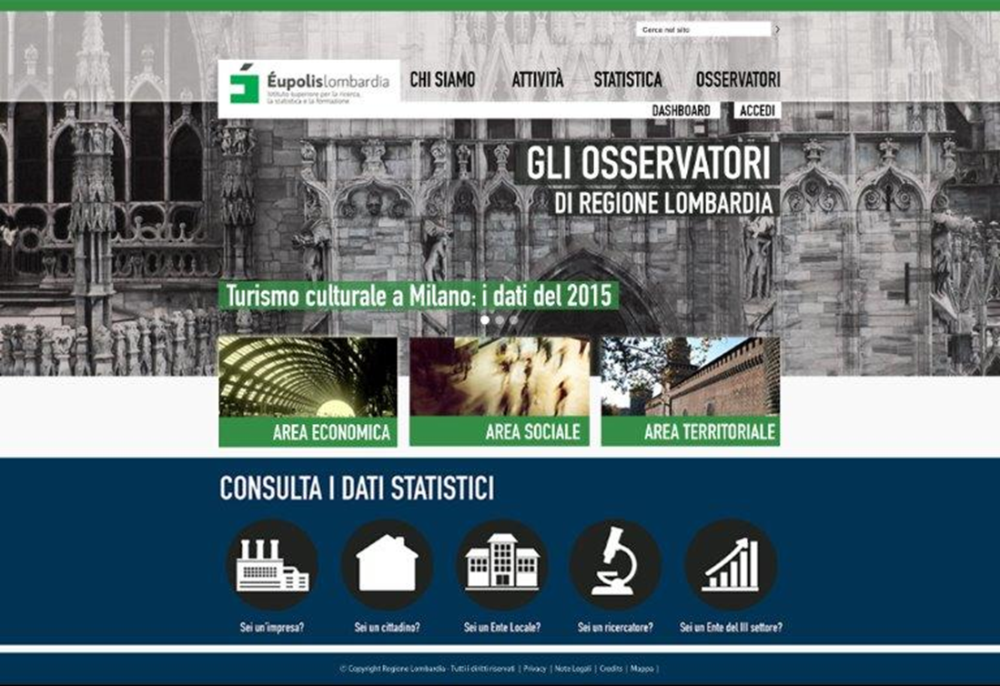 Cerca nel sito
Éupolislombardia
Istituto superiore per la ricerca,
la statistica e la formazione
CHI SIAMO
ATTIVITÀ
STATISTICA
OSSERVATORI
DASHBOARD
ACCEDI
GLI OSSERVATORI
DI REGIONE LOMBARDIA
Turismo culturale a Milano: i dati del 2015
AREA ECONOMICA
AREA SOCIALE
AREA TERRITORIALE
CONSULTA I DATI STATISTICI
Sei un'impresa?
Sei un cittadino?
Sei un Ente Locale?
Sei un ricercatore?
Sei un Ente del III settore?
© Copyright Regione Lombardia - Tutti i diritti riservati | Privacy | Note Legali | Credits | Mappa |